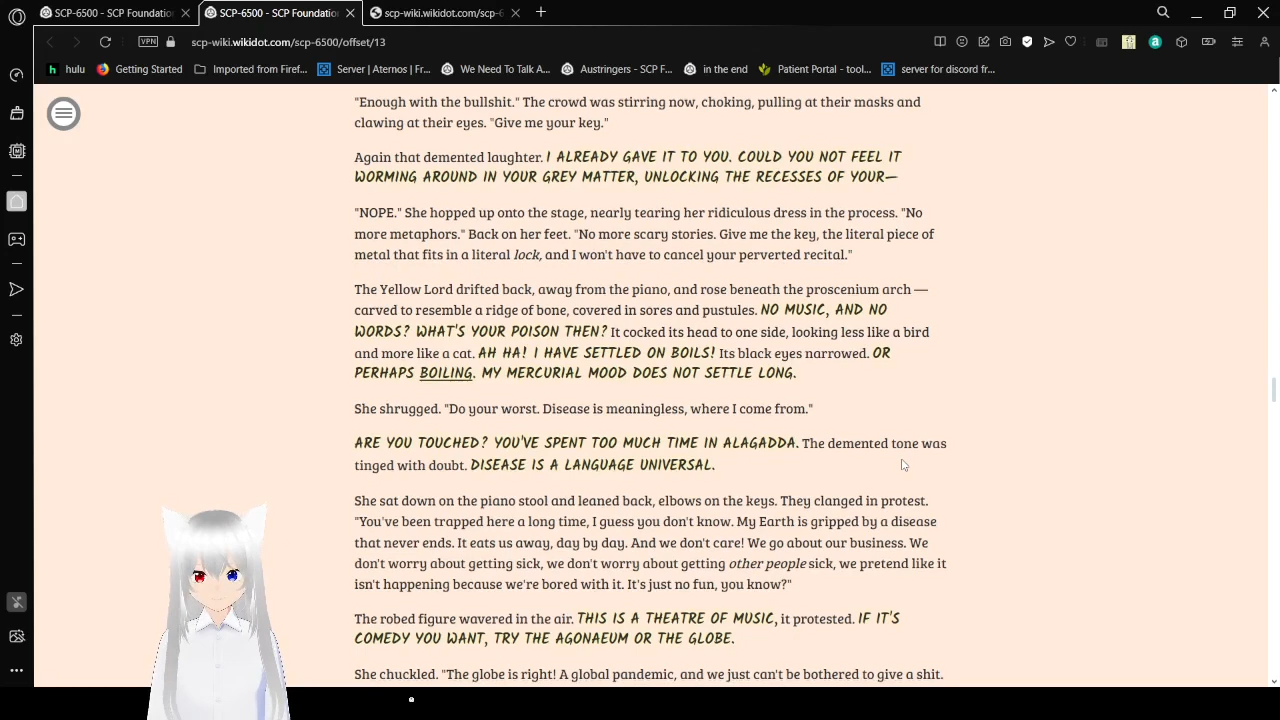 SCP-6500 - SCP Foundatio
SCP-6500 - SCP Foundatio
scp-wiki.wikidot.com/scp-6
VPN
scp-wiki.wikidot.com/scp-6500/offset/13
hulu
Getting Started
Imported from Firef...
Server | Aternos | Fr...
We Need To Talk A...
Austringers - SCP F...
in the end
Patient Portal - tool...
server for discord fr...
"Enough with the bullshit." The crowd was stirring now, choking, pulling at their masks and
clawing at their eyes. "Give me your key."
Again that demented laughter. I ALREADY GAVE IT TO YOU. COULD YOU NOT FEEL IT
WORMING AROUND IN YOUR GREY MATTER, UNLOCKING THE RECESSES OF YOUR—
"NOPE." She hopped up onto the stage, nearly tearing her ridiculous dress in the process. "No
more metaphors." Back on her feet. "No more scary stories. Give me the key, the literal piece of
metal that fits in a literal lock, and I won't have to cancel your perverted recital."
The Yellow Lord drifted back, away from the piano, and rose beneath the proscenium arch —
carved to resemble a ridge of bone, covered in sores and pustules. NO MUSIC, AND NO
WORDS? WHAT'S YOUR POISON THEN? It cocked its head to one side, looking less like a bird
and more like a cat. AH HA! I HAVE SETTLED ON BOILS! Its black eyes narrowed. OR
PERHAPS BOILING. MY MERCURIAL MOOD DOES NOT SETTLE LONG.
She shrugged. "Do your worst. Disease is meaningless, where I come from."
ARE YOU TOUCHED? YOU'VE SPENT TOO MUCH TIME IN ALAGADDA. The demented tone was
tinged with doubt. DISEASE IS A LANGUAGE UNIVERSAL.
She sat down on the piano stool and leaned back, elbows on the keys. They clanged in protest.
"You've been trapped here a long time, I guess you don't know. My Earth is gripped by a disease
that never ends. It eats us away, day by day. And we don't care! We go about our business. We
don't worry about getting sick, we don't worry about getting other people sick, we pretend like it
isn't happening because we're bored with it. It's just no fun, you know?"
The robed figure wavered in the air. THIS IS A THEATRE OF MUSIC, it protested. IF IT'S
COMEDY YOU WANT, TRY THE AGONAEUM OR THE GLOBE.
She chuckled. "The globe is right! A global pandemic, and we just can't be bothered to give a shit.